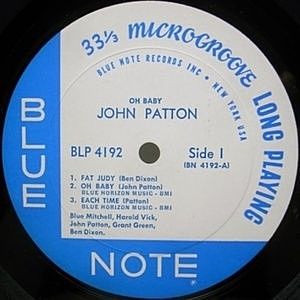 33⅓ MICROGROOVE LONG PLAYING
BLUE NOTE RECORDS INC • NEW YORK USA
OH BABY
JOHN PATTON
BLP 4192
Side 1
(BN 4192-A)
1. FAT JUDY (Ben Dixon)
2. OH BABY (John Patton)
BLUE HORIZON MUSIC - BMI
3. EACH TIME (Patton)
BLUE HORIZON MUSIC - BMI
Blue Mitchell, Harold Vick,
John Patton, Grant Green,
Ben Dixon.
BLUE
NOTE